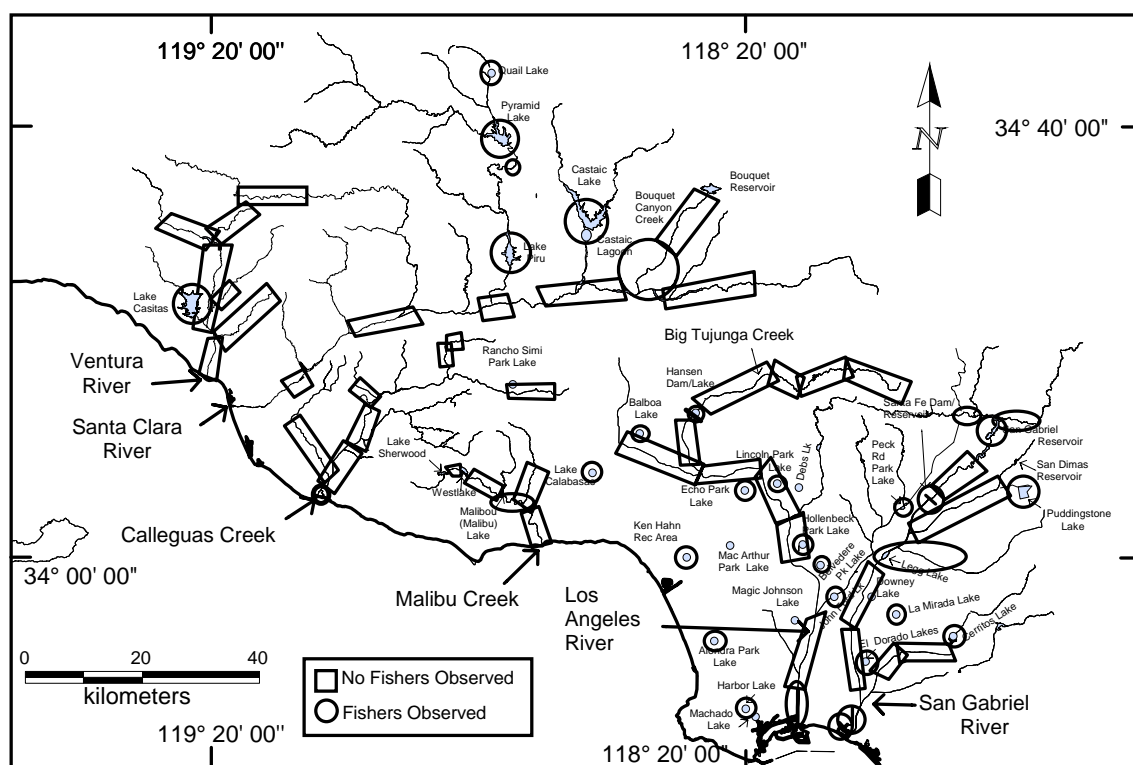 119° 20' 00"
118° 20' 00"
Quail Lake
N
34° 40' 00"
Pyramid
Lake
Castaic
Lake
Bouquet
Reservoir
Bouquet
Canyon
Creek
Castaic
Lagoon
Lake
Piru
Lake
Casitas
Ventura
River
Rancho Simi
Park Lake
Big Tujunga Creek
Hansen
Dam/Lake
Santa Clara
River
Balboa
Lake
Santa Fe Dam/
Reservoir
San Gabriel
Reservoir
Lake
Sherwood
Westlake
Malibou
(Malibu)
Lake
Lake
Calabasas
Lincoln Park
Lake
Debs Lk
Peck
Rd
Park
Lake
San Dimas
Reservoir
Echo Park
Lake
Puddingstone
Lake
Calleguas Creek
Ken Hahn
Rec Area
Hollenbeck
Park Lake
Mac Arthur
Park Lake
Belvedere
Pk Lake
Legg Lake
34° 00' 00"
Malibu Creek
Los
Angeles
River
Magic Johnson
Lake
Downey
Lake
La Mirada Lake
El Dorado Lakes
Cerritos Lake
Alondra Park
Lake
0 20 40
kilometers
No Fishers Observed
Fishers Observed
Harbor Lake
Machado
Lake
San Gabriel
River
119° 20' 00"
118° 20' 00"